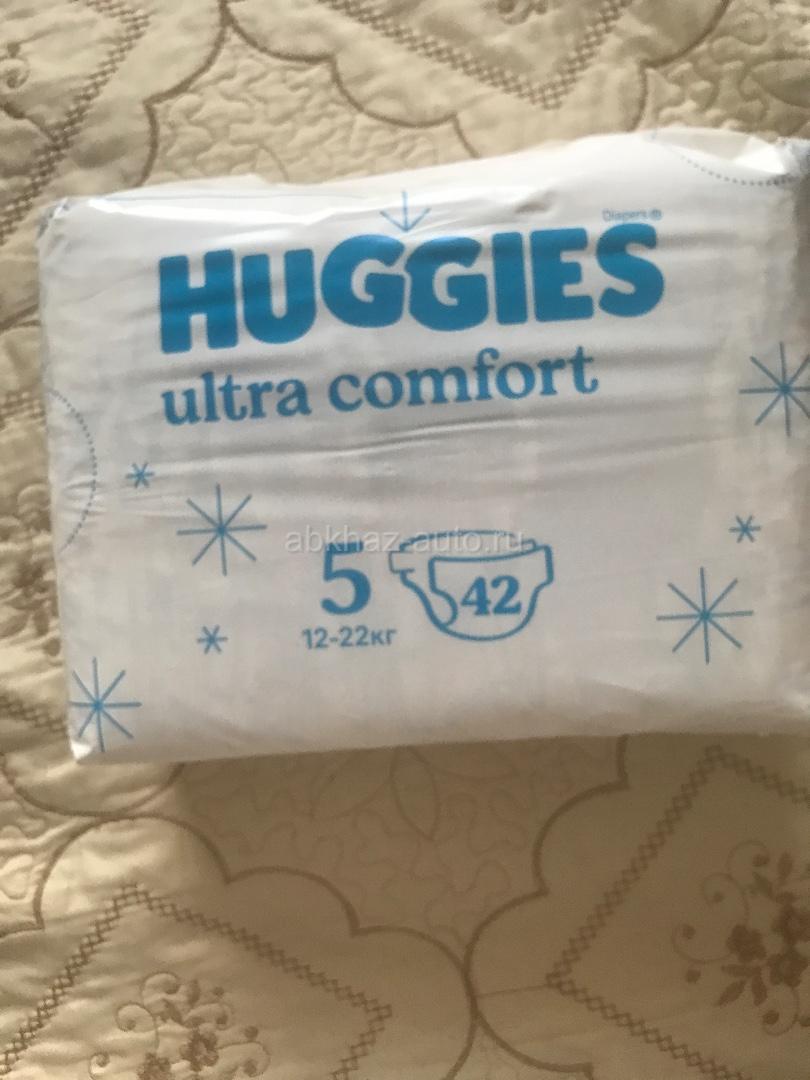 Diapers
HUGGIES
ultra comfort
abkhaz-auto.ru
5
42
12-22кг